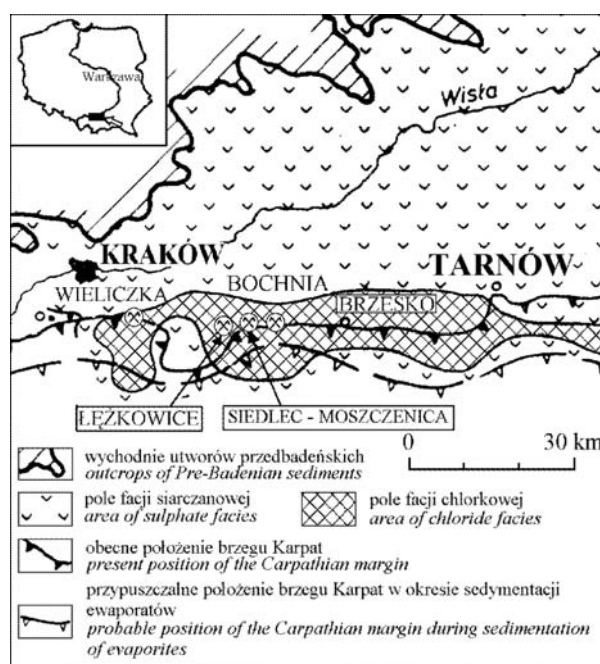 Warszawa
Wisła
KRAKÓW
TARNÓW
BOCHNIA
WIELICZKA
BRZESKO
ŁĘŻKOWICE
SIEDLEC - MOSZCZENICA
0 30 km
wychodnie utworów przedbadeńskich
outcrops of Pre-Badenian sediments
pole facji siarczanowej
area of sulphate facies
pole facji chlorkowej
area of chloride facies
obecne położenie brzegu Karpat
present position of the Carpathian margin
przypuszczalne położenie brzegu Karpat w okresie sedymentacji
ewaporatów
probable position of the Carpathian margin during sedimentation
of evaporites